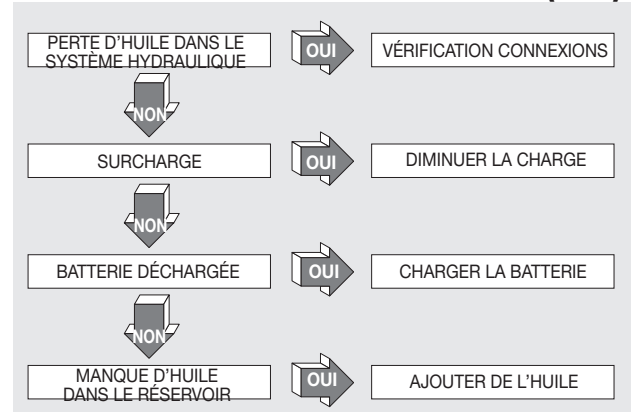 PERTE D'HUILE DANS LE
SYSTÈME HYDRAULIQUE
OUI
VÉRIFICATION CONNEXIONS
NON
SURCHARGE
OUI
DIMINUER LA CHARGE
NON
BATTERIE DÉCHARGÉE
OUI
CHARGER LA BATTERIE
NON
MANQUE D'HUILE
DANS LE RÉSERVOIR
OUI
AJOUTER DE L'HUILE